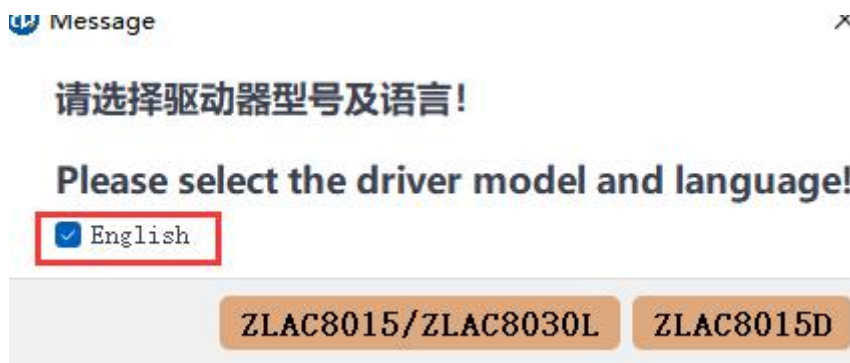 Message
请选择驱动器型号及语言!
Please select the driver model and language!
English
ZLAC8015/ZLAC8030L ZLAC8015D